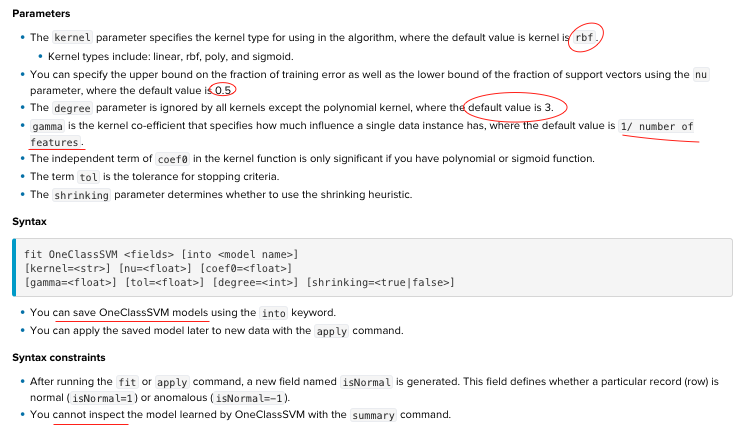 Parameters
• The kernel parameter specifies the kernel type for using in the algorithm, where the default value is kernel is rbf.
• Kernel types include: linear, rbf, poly, and sigmoid.
• You can specify the upper bound on the fraction of training error as well as the lower bound of the fraction of support vectors using the nu
parameter, where the default value is 0.5
• The degree parameter is ignored by all kernels except the polynomial kernel, where the default value is 3.
• gamma is the kernel co-efficient that specifies how much influence a single data instance has, where the default value is 1/ number of
features.
• The independent term of coef0 in the kernel function is only significant if you have polynomial or sigmoid function.
• The term tol is the tolerance for stopping criteria.
• The shrinking parameter determines whether to use the shrinking heuristic.
Syntax
fit OneClassSVM <fields> [into <model name>]
[kernel=<str>] [nu=<float>] [coef0=<float>]
[gamma=<float>] [tol=<float>] [degree=<int>] [shrinking=<true|false>]
• You can save OneClassSVM models using the into keyword.
• You can apply the saved model later to new data with the apply command.
Syntax constraints
• After running the fit or apply command, a new field named isNormal is generated. This field defines whether a particular record (row) is
normal (isNormal=1) or anomalous (isNormal=-1).
• You cannot inspect the model learned by OneClassSVM with the summary command.